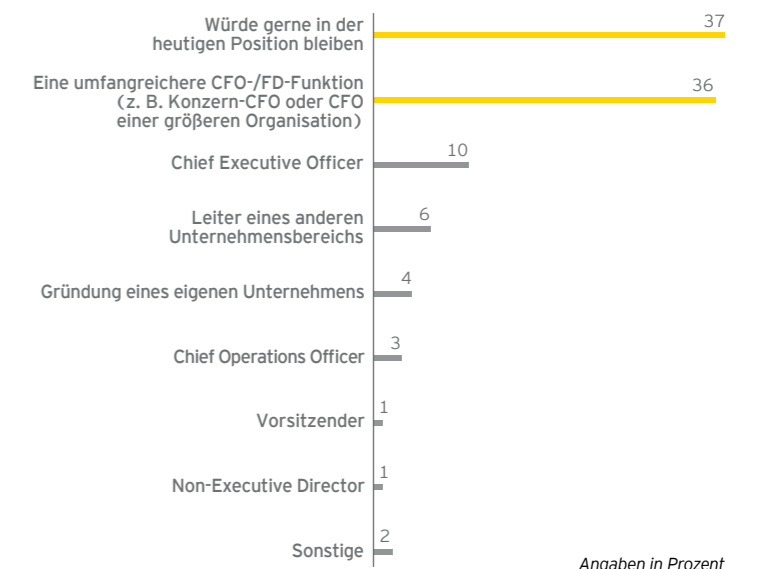 Würde gerne in der
heutigen Position bleiben
37
Eine umfangreichere CFO-/FD-Funktion
(z. B. Konzern-CFO oder CFO
einer größeren Organisation)
36
Chief Executive Officer
10
Leiter eines anderen
Unternehmensbereichs
6
Gründung eines eigenen Unternehmens
4
Chief Operations Officer
3
Vorsitzender
1
Non-Executive Director
1
Sonstige
2
Angaben in Prozent